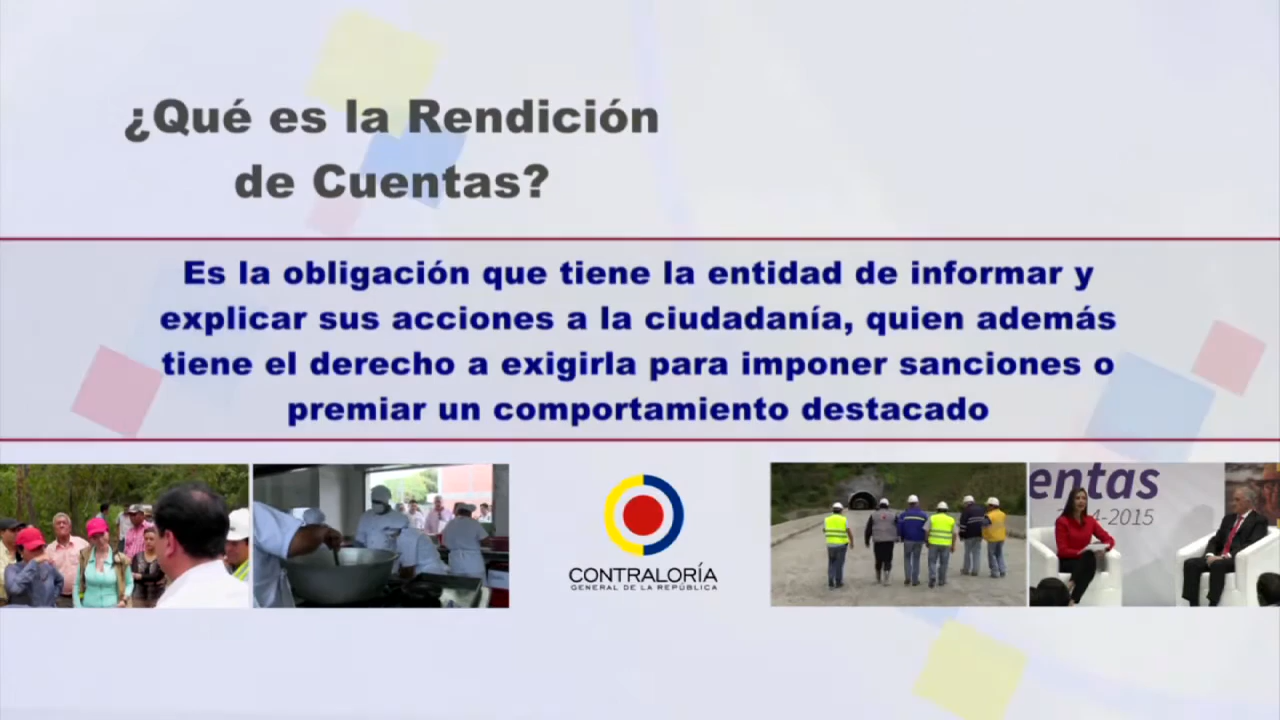 ¿Qué es la Rendición
de Cuentas?
Es la obligación que tiene la entidad de informar y
explicar sus acciones a la ciudadanía, quien además
tiene el derecho a exigirla para imponer sanciones o
premiar un comportamiento destacado
CONTRALORÍA
GENERAL DE LA REPÚBLICA
entas
4-2015